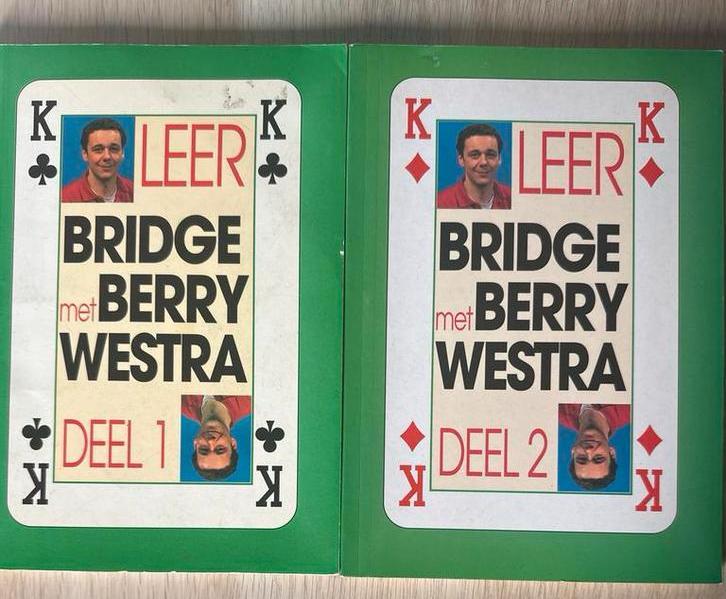 K K
LEER
BRIDGE
met BERRY
WESTRA
DEEL 1
K K
K K
LEER
BRIDGE
met BERRY
WESTRA
DEEL 2
K K